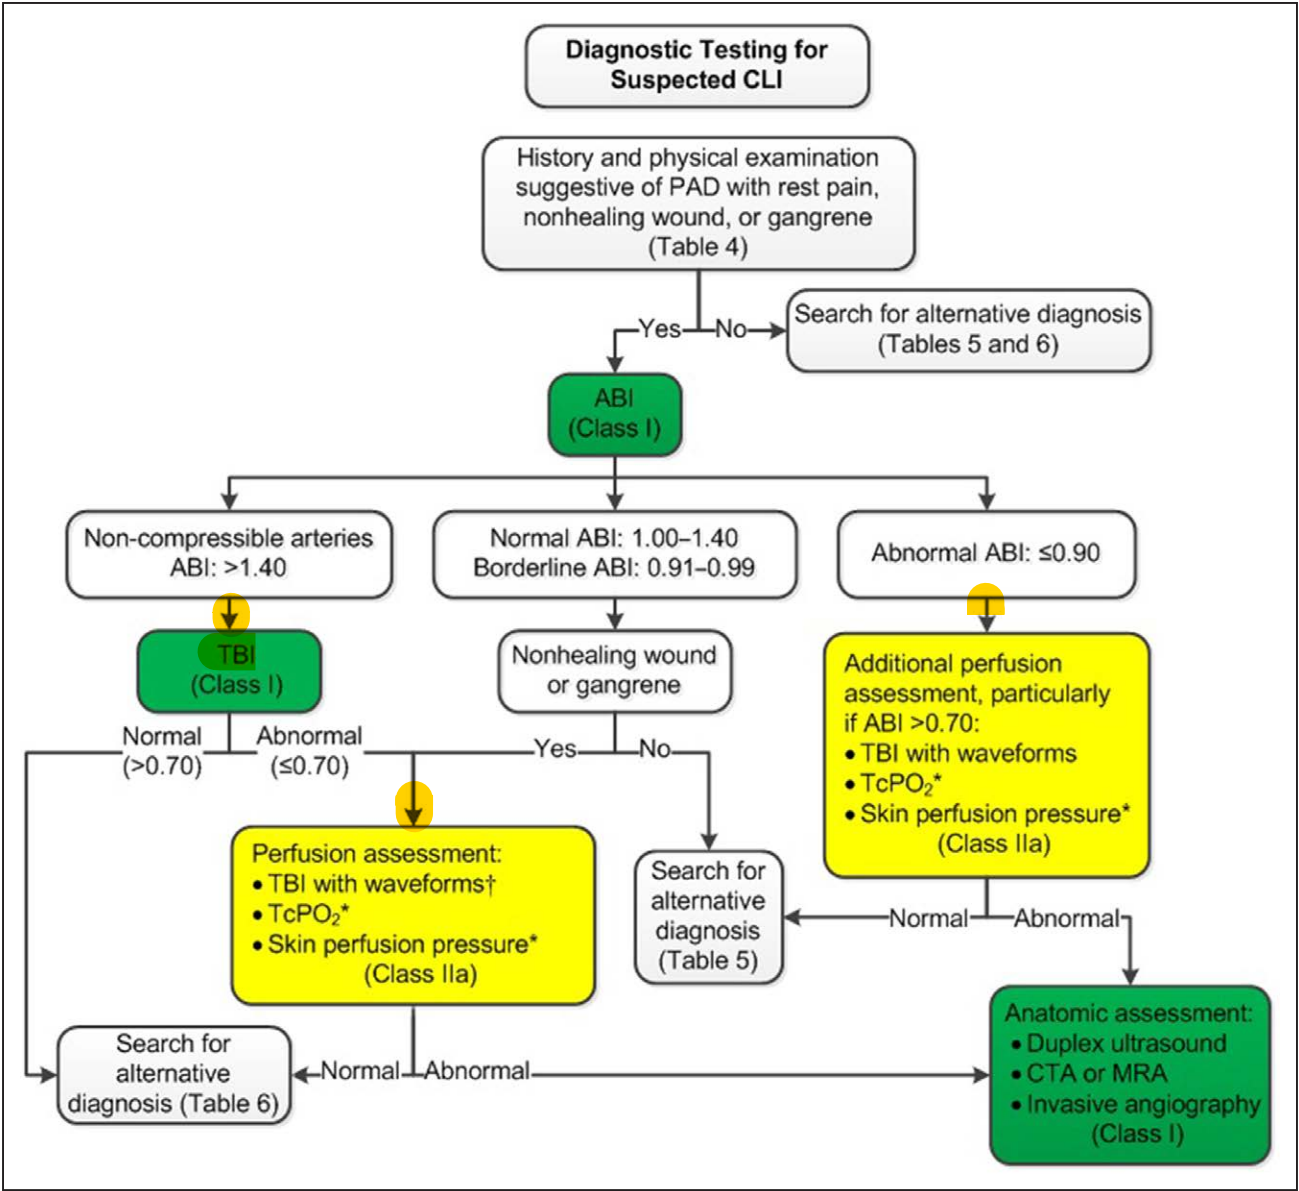 Diagnostic Testing for
Suspected CLI
History and physical examination
suggestive of PAD with rest pain,
nonhealing wound, or gangrene
(Table 4)
Yes
No
Search for alternative diagnosis
(Tables 5 and 6)
ABI
(Class I)
Non-compressible arteries
ABI: >1.40
Normal ABI: 1.00–1.40
Borderline ABI: 0.91–0.99
Abnormal ABI: ≤0.90
TBI
(Class I)
Nonhealing wound
or gangrene
Additional perfusion
assessment, particularly
if ABI >0.70:
• TBI with waveforms
• TcPO₂*
• Skin perfusion pressure*
(Class IIa)
Normal
(>0.70)
Abnormal
(≤0.70)
Yes
No
Perfusion assessment:
• TBI with waveforms†
• TcPO₂*
• Skin perfusion pressure*
(Class IIa)
Search for
alternative
diagnosis
(Table 5)
Normal
Abnormal
Search for
alternative
diagnosis (Table 6)
Normal
Abnormal
Anatomic assessment:
• Duplex ultrasound
• CTA or MRA
• Invasive angiography
(Class I)